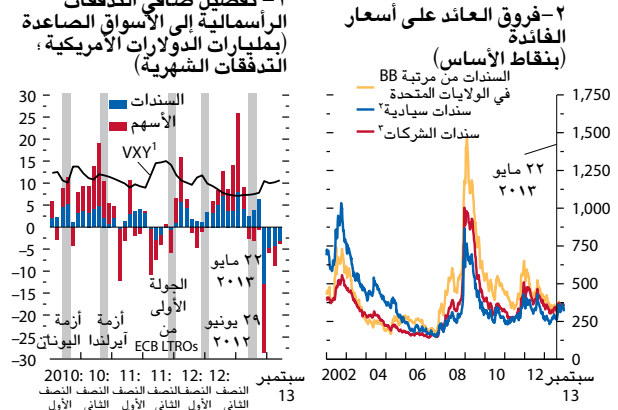 ١- تفصيل صافي التدفقات
الرأسمالية إلى الأسواق الصاعدة
(بمليارات الدولارات الأمريكية؛
التدفقات الشهرية)
السندات
الأسهم
VXY¹
30
25
20
15
10
5
0
–5
–10
–15
–20
–25
–30
٢٢ مايو
٢٠١٣
الجولة
الأولى
من
ECB LTROs
٢٩ يونيو
٢٠١٢
أزمة
أيرلندا
أزمة
اليونان
2010: 10: 11: 11: 12: 12:
النصف النصف النصف النصف النصف النصف
الأول الثاني الأول الثاني الأول الثاني
سبتمبر
13
٢–فروق العائد على أسعار
الفائدة
(بنقاط الأساس)
السندات من مرتبة BB
في الولايات المتحدة
سندات سيادية٢
سندات الشركات٣
٢٢ مايو
٢٠١٣
1,750
1,500
1,250
1,000
750
500
250
0
2002 04 06 08 10 12
سبتمبر
13